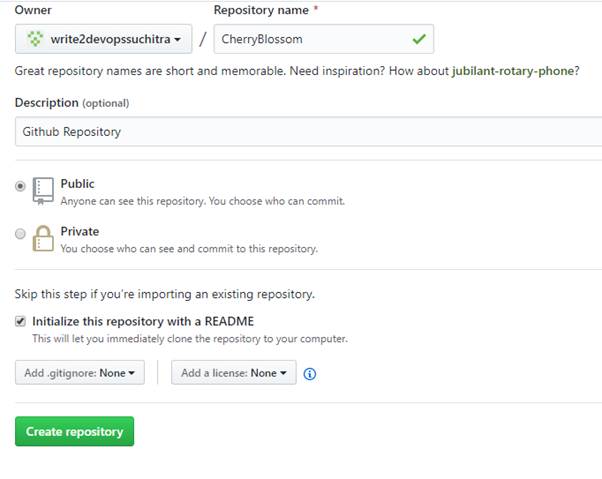 Owner
Repository name *
write2devopssuchitra / CherryBlossom
Great repository names are short and memorable. Need inspiration? How about jubilant-rotary-phone?
Description (optional)
Github Repository
Public
Anyone can see this repository. You choose who can commit.
Private
You choose who can see and commit to this repository.
Skip this step if you're importing an existing repository.
Initialize this repository with a README
This will let you immediately clone the repository to your computer.
Add .gitignore: None
Add a license: None
Create repository